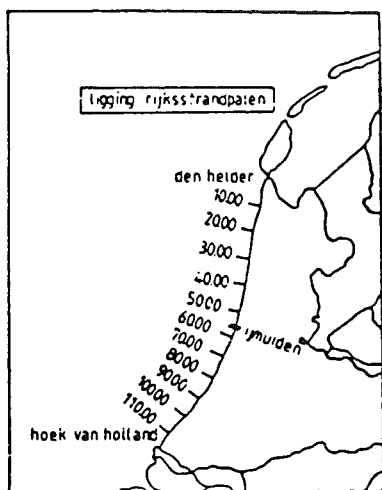 ligging rijksstrandpalen
den helder
10.00
20.00
30.00
40.00
50.00
60.00
ijmuiden
70.00
80.00
90.00
100.00
110.00
hoek van holland